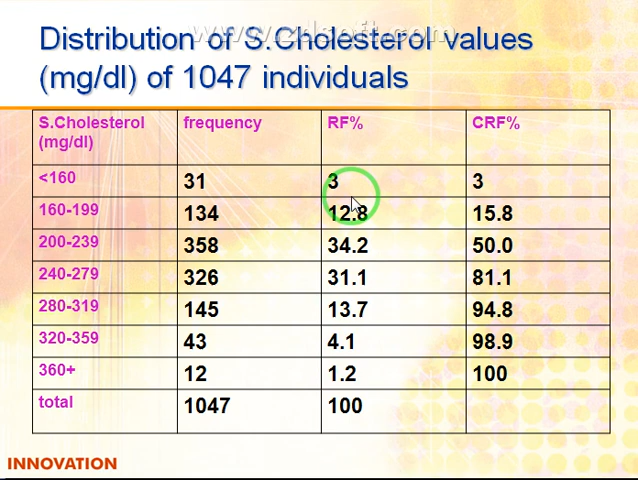 www.rzdsoft.com
Distribution of S.Cholesterol values
(mg/dl) of 1047 individuals
S.Cholesterol (mg/dl) frequency RF% CRF%
<160 31 3 3
160-199 134 12.8 15.8
200-239 358 34.2 50.0
240-279 326 31.1 81.1
280-319 145 13.7 94.8
320-359 43 4.1 98.9
360+ 12 1.2 100
total 1047 100
INNOVATION